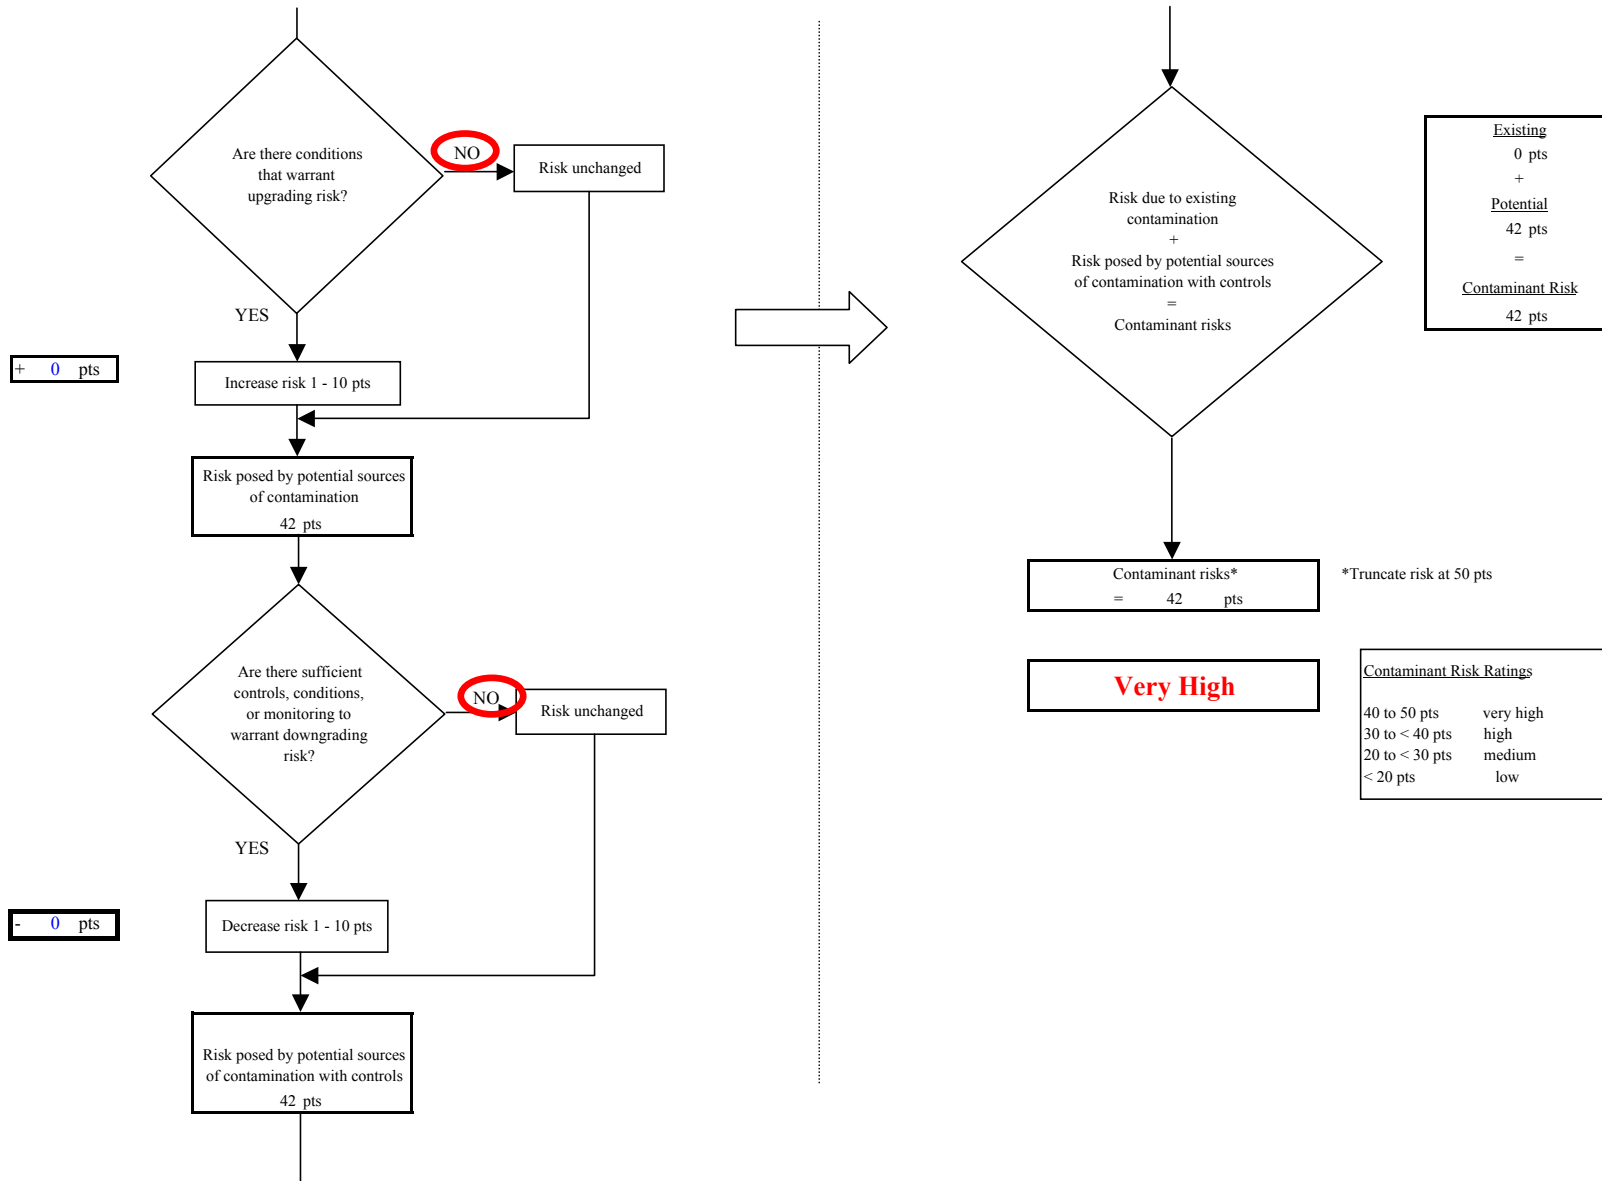 Are there conditions
that warrant
upgrading risk?
NO
Risk unchanged
YES
+ 0 pts
Increase risk 1 - 10 pts
Risk posed by potential sources
of contamination
42 pts
Are there sufficient
controls, conditions,
or monitoring to
warrant downgrading
risk?
NO
Risk unchanged
YES
- 0 pts
Decrease risk 1 - 10 pts
Risk posed by potential sources
of contamination with controls
42 pts
Risk due to existing
contamination
+
Risk posed by potential sources
of contamination with controls
=
Contaminant risks
Existing
0 pts
+
Potential
42 pts
=
Contaminant Risk
42 pts
Contaminant risks*
= 42 pts
*Truncate risk at 50 pts
Very High
Contaminant Risk Ratings
40 to 50 pts very high
30 to < 40 pts high
20 to < 30 pts medium
< 20 pts low